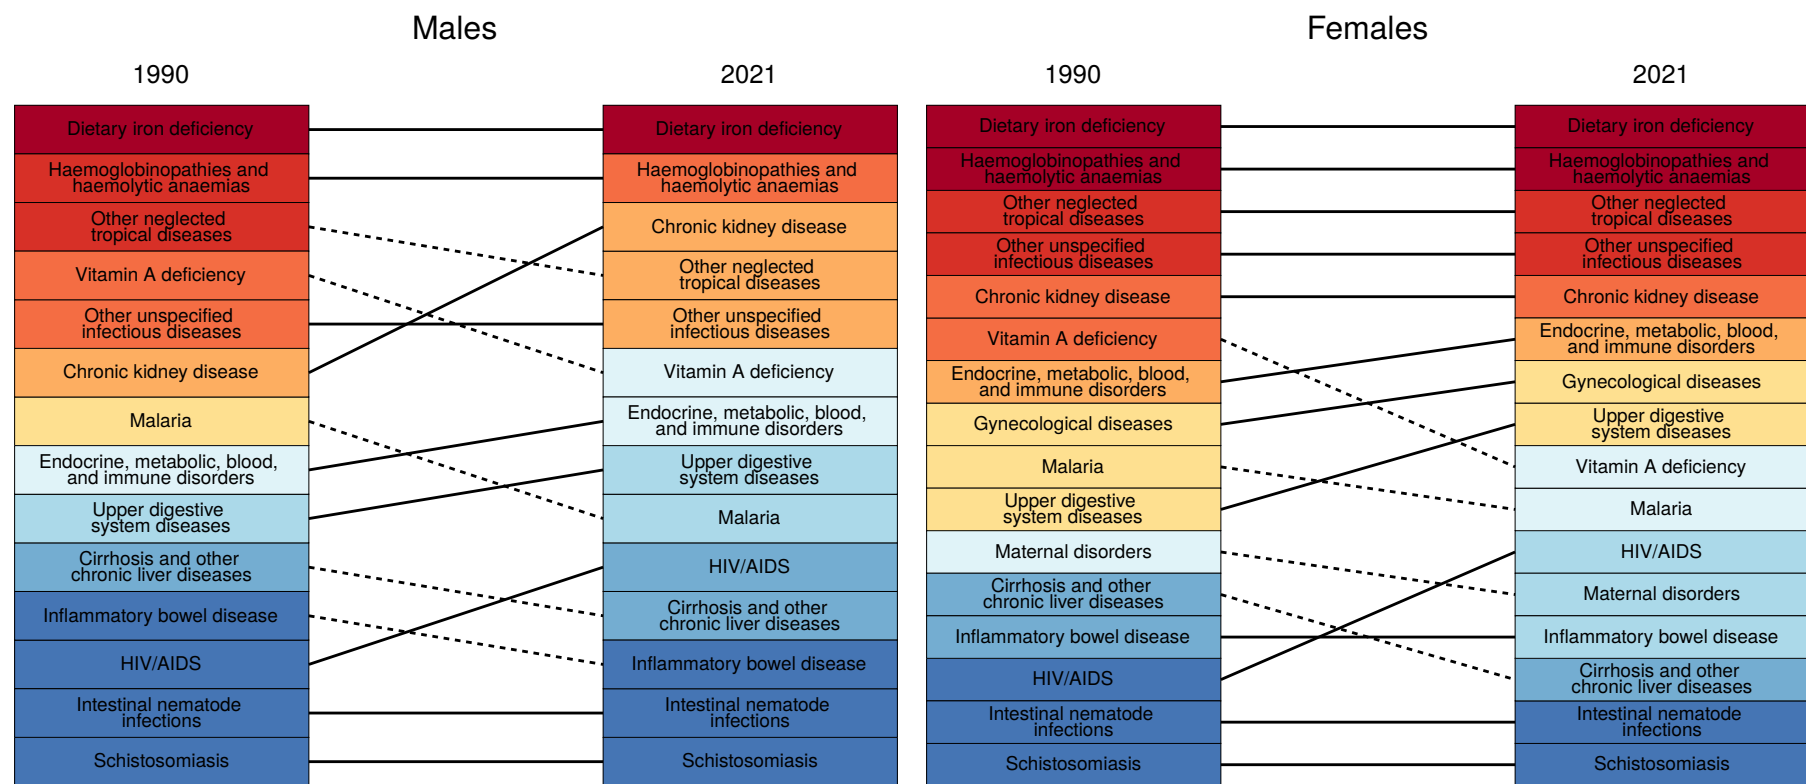 Males
1990
2021
Dietary iron deficiency
Haemoglobinopathies and
haemolytic anaemias
Other neglected
tropical diseases
Vitamin A deficiency
Other unspecified
infectious diseases
Chronic kidney disease
Malaria
Endocrine, metabolic, blood,
and immune disorders
Upper digestive
system diseases
Cirrhosis and other
chronic liver diseases
Inflammatory bowel disease
HIV/AIDS
Intestinal nematode
infections
Schistosomiasis
Dietary iron deficiency
Haemoglobinopathies and
haemolytic anaemias
Chronic kidney disease
Other neglected
tropical diseases
Other unspecified
infectious diseases
Vitamin A deficiency
Endocrine, metabolic, blood,
and immune disorders
Upper digestive
system diseases
Malaria
HIV/AIDS
Cirrhosis and other
chronic liver diseases
Inflammatory bowel disease
Intestinal nematode
infections
Schistosomiasis
Females
1990
2021
Dietary iron deficiency
Haemoglobinopathies and
haemolytic anaemias
Other neglected
tropical diseases
Other unspecified
infectious diseases
Chronic kidney disease
Vitamin A deficiency
Endocrine, metabolic, blood,
and immune disorders
Gynecological diseases
Malaria
Upper digestive
system diseases
Maternal disorders
Cirrhosis and other
chronic liver diseases
Inflammatory bowel disease
HIV/AIDS
Intestinal nematode
infections
Schistosomiasis
Dietary iron deficiency
Haemoglobinopathies and
haemolytic anaemias
Other neglected
tropical diseases
Other unspecified
infectious diseases
Chronic kidney disease
Endocrine, metabolic, blood,
and immune disorders
Gynecological diseases
Upper digestive
system diseases
Vitamin A deficiency
Malaria
HIV/AIDS
Maternal disorders
Inflammatory bowel disease
Cirrhosis and other
chronic liver diseases
Intestinal nematode
infections
Schistosomiasis